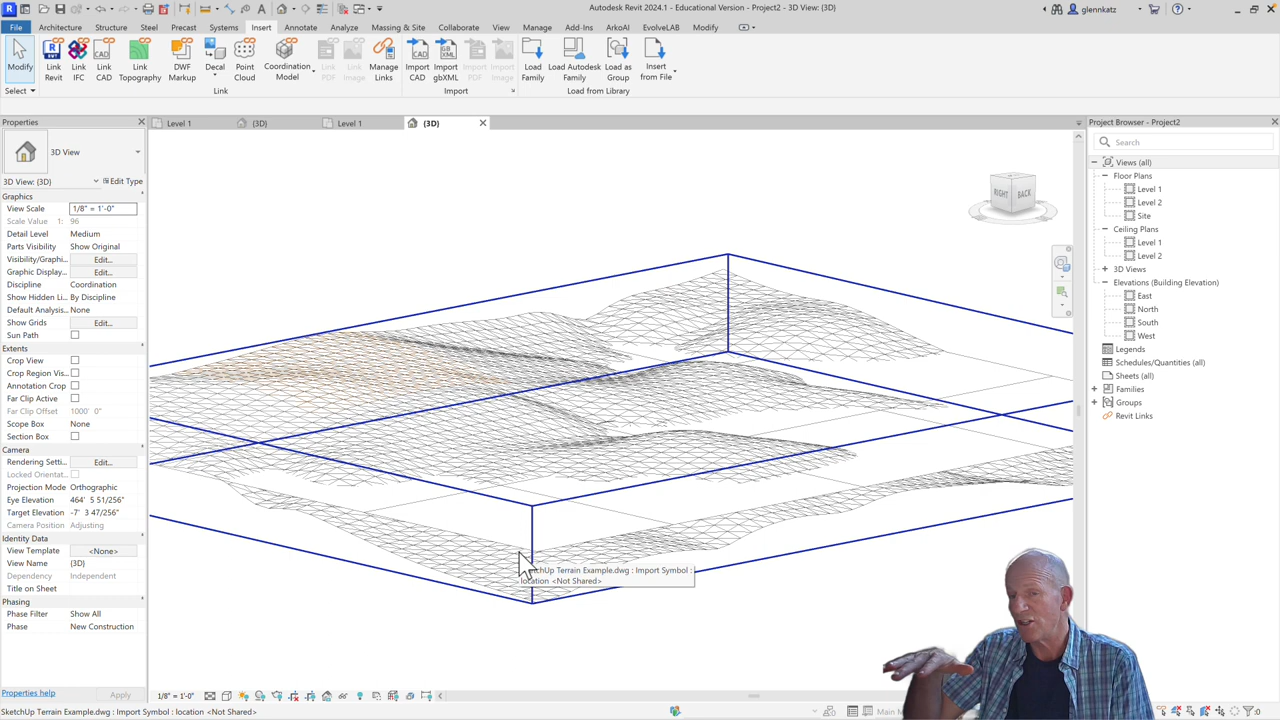 Autodesk Revit 2024.1 - Educational Version - Project2 - 3D View: {3D}
glennkatz
File Architecture Structure Steel Precast Systems Insert Annotate Analyze Massing & Site Collaborate View Manage Add-Ins ArkoAI EvolveLAB Modify
Modify
Link Revit
Link IFC
Link CAD
Link Topography
DWF Markup
Decal
Point Cloud
Coordination Model
Link PDF
Link Image
Manage Links
Import CAD
Import gbXML
Import PDF
Import Image
Load Family
Load Autodesk Family
Load as Group
Insert from File
Select
Link
Import
Load from Library
Properties
Level 1
{3D}
Level 1
{3D}
Project Browser - Project2
3D View
3D View: {3D}
Edit Type
Graphics
View Scale 1/8" = 1'-0"
Scale Value 1: 96
Detail Level Medium
Parts Visibility Show Original
Visibility/Graphi... Edit...
Graphic Display... Edit...
Discipline Coordination
Show Hidden Li... By Discipline
Default Analysis... None
Show Grids Edit...
Sun Path
Extents
Crop View
Crop Region Vis...
Annotation Crop
Far Clip Active
Far Clip Offset 1000' 0"
Scope Box None
Section Box
Camera
Rendering Setti... Edit...
Locked Orientat...
Projection Mode Orthographic
Eye Elevation 464' 5 51/256"
Target Elevation -7' 3 47/256"
Camera Position Adjusting
Identity Data
View Template <None>
View Name {3D}
Dependency Independent
Title on Sheet
Phasing
Phase Filter Show All
Phase New Construction
Properties help
Apply
RIGHT BACK
etchUp Terrain Example.dwg : Import Symbol :
location <Not Shared>
Search
Views (all)
Floor Plans
Level 1
Level 2
Site
Ceiling Plans
Level 1
Level 2
3D Views
Elevations (Building Elevation)
East
North
South
West
Legends
Schedules/Quantities (all)
Sheets (all)
Families
Groups
Revit Links
1/8" = 1'-0"
SketchUp Terrain Example.dwg : Import Symbol : location <Not Shared>
Main M
:0